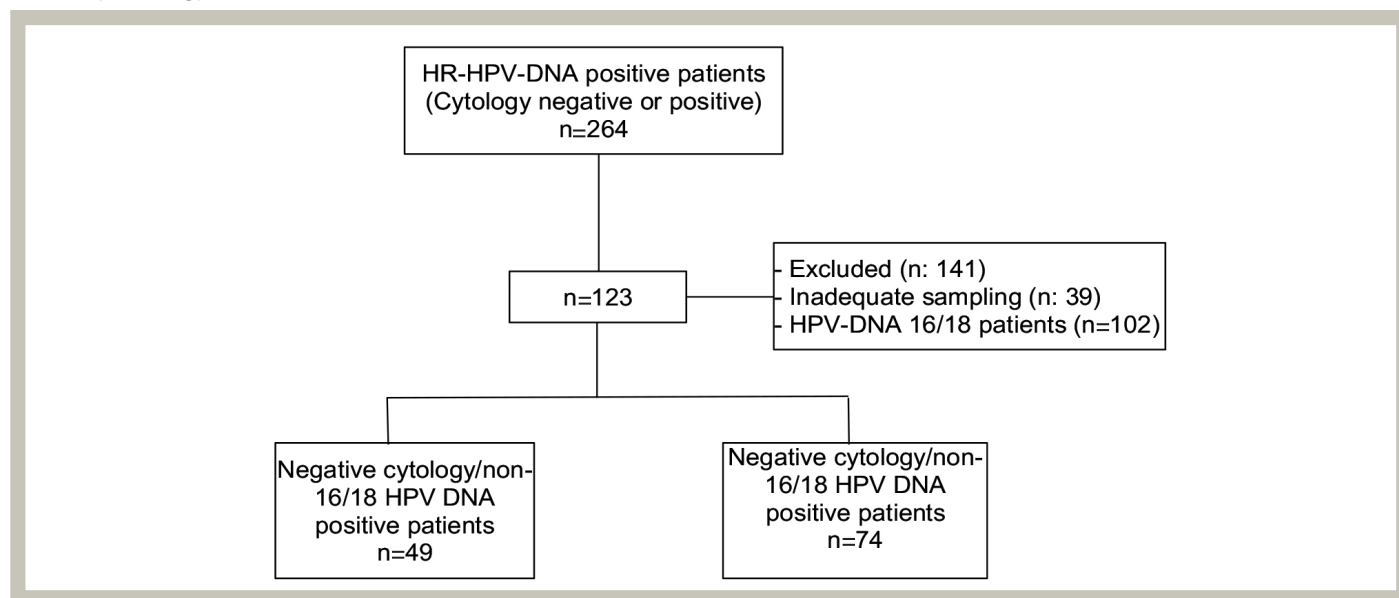 HR-HPV-DNA positive patients
(Cytology negative or positive)
n=264
n=123
- Excluded (n: 141)
- Inadequate sampling (n: 39)
- HPV-DNA 16/18 patients (n=102)
Negative cytology/non-
16/18 HPV DNA
positive patients
n=49
Negative cytology/non-
16/18 HPV DNA
positive patients
n=74